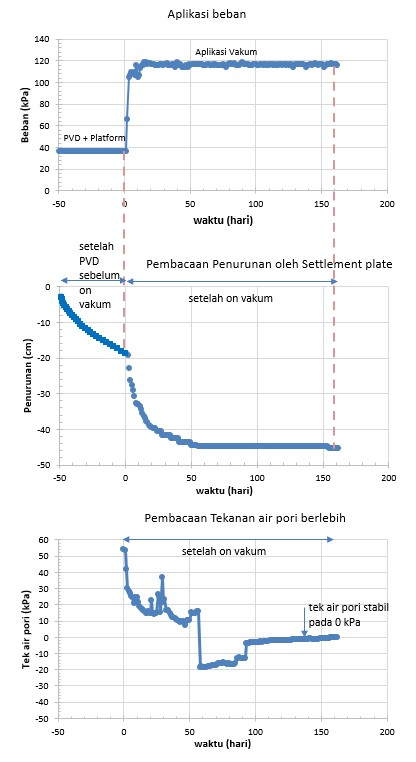 Aplikasi beban
140
120
100
80
60
40
20
0
Beban (kPa)
Aplikasi Vakum
PVD + Platform
-50 0 50 100 150 200
waktu (hari)
setelah
PVD
sebelum
on
vakum
Pembacaan Penurunan oleh Settlement plate
setelah on vakum
0
-10
-20
-30
-40
-50
Penurunan (cm)
-50 0 50 100 150 200
waktu (hari)
Pembacaan Tekanan air pori berlebih
setelah on vakum
60
50
40
30
20
10
0
-10
-20
-30
-40
-50
Tek air pori (kPa)
tek air pori stabil
pada 0 kPa
-50 0 50 100 150 200
waktu (hari)